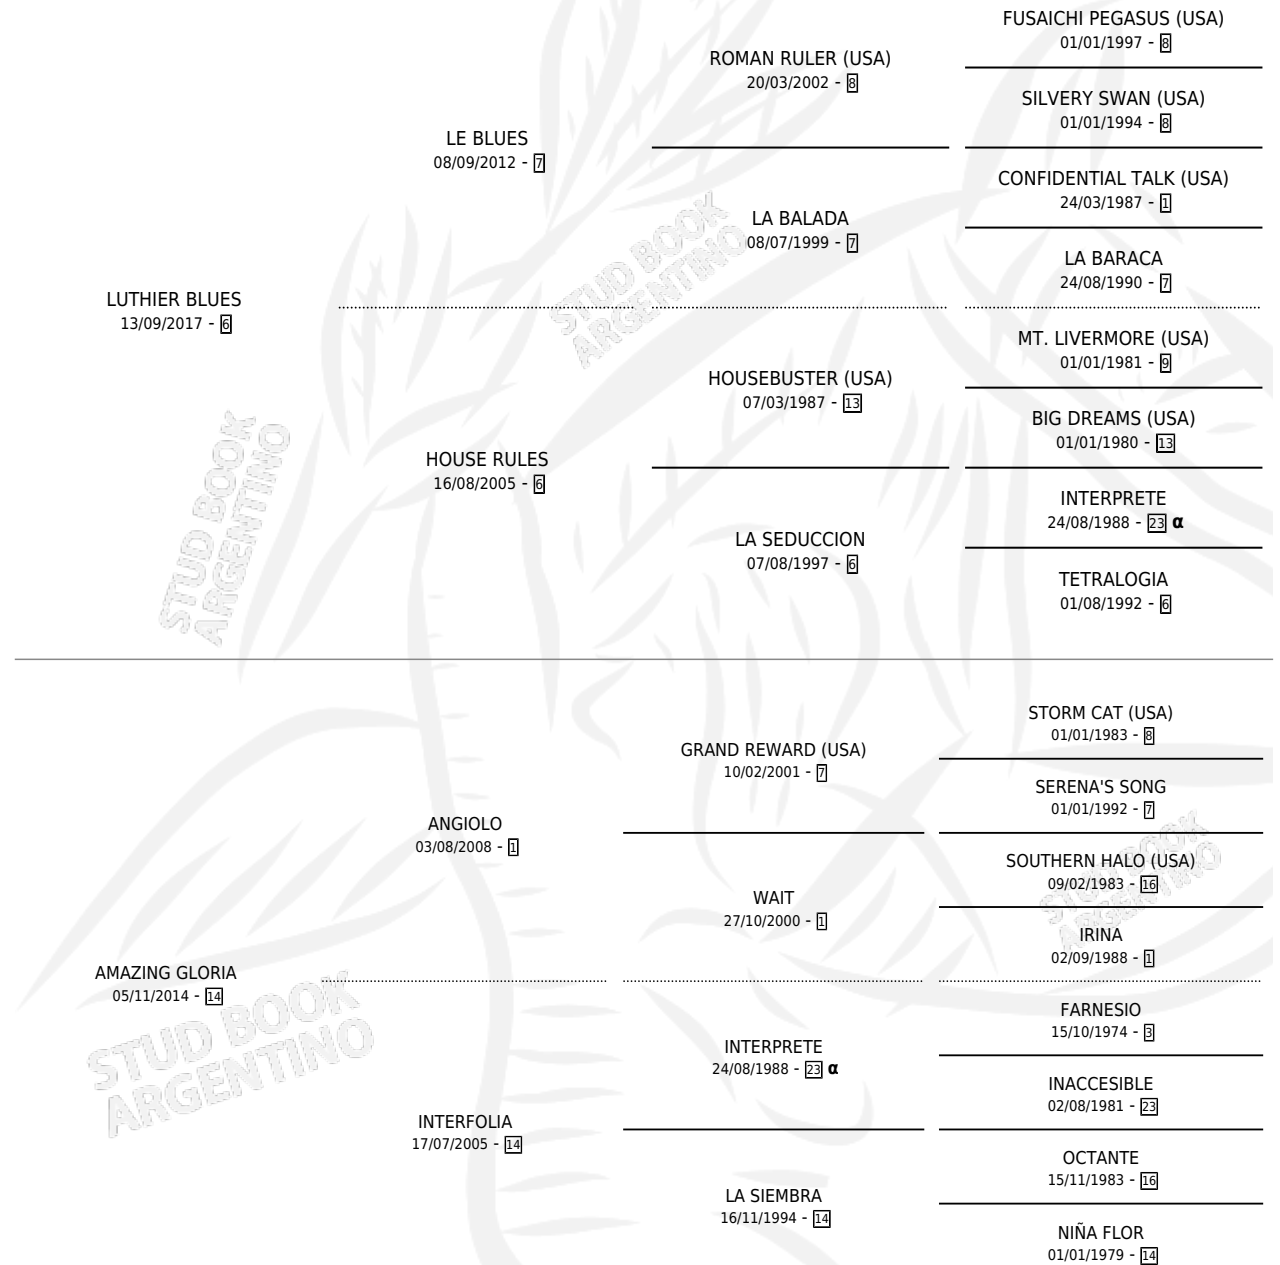 FUSAICHI PEGASUS (USA)
01/01/1997 - 8
ROMAN RULER (USA)
20/03/2002 - 8
SILVERY SWAN (USA)
01/01/1994 - 8
LE BLUES
08/09/2012 - 7
CONFIDENTIAL TALK (USA)
24/03/1987 - 1
LA BALADA
08/07/1999 - 7
LA BARACA
24/08/1990 - 7
STUD BOOK
ARGENTINO
LUTHIER BLUES
13/09/2017 - 6
MT. LIVERMORE (USA)
01/01/1981 - 9
HOUSEBUSTER (USA)
07/03/1987 - 13
BIG DREAMS (USA)
01/01/1980 - 13
HOUSE RULES
16/08/2005 - 6
INTERPRETE
24/08/1988 - 23 α
LA SEDUCCION
07/08/1997 - 6
TETRALOGIA
01/08/1992 - 6
STUD BOOK
ARGENTINO
STORM CAT (USA)
01/01/1983 - 8
GRAND REWARD (USA)
10/02/2001 - 7
SERENA'S SONG
01/01/1992 - 7
ANGIOLO
03/08/2008 - 1
SOUTHERN HALO (USA)
09/02/1983 - 16
WAIT
27/10/2000 - 1
IRINA
02/09/1988 - 1
STUD BOOK
ARGENTINO
AMAZING GLORIA
05/11/2014 - 14
FARNESIO
15/10/1974 - 3
INTERPRETE
24/08/1988 - 23 α
INACCESIBLE
02/08/1981 - 23
INTERFOLIA
17/07/2005 - 14
OCTANTE
15/11/1983 - 16
LA SIEMBRA
16/11/1994 - 14
NIÑA FLOR
01/01/1979 - 14
STUD BOOK
ARGENTINO